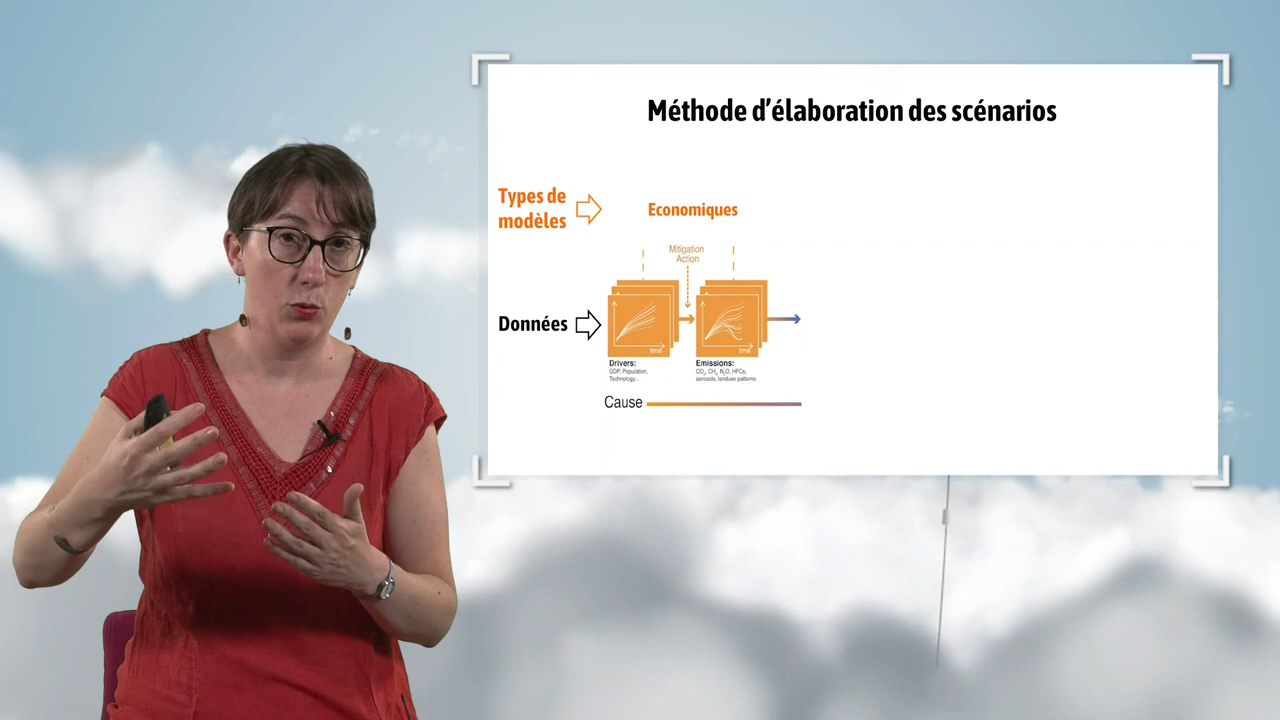 Méthode d’élaboration des scénarios
Types de
modèles
Economiques
Mitigation
Action
Données
time
time
Drivers:
GDP, Population,
Technology...
Emissions:
CO₂, CH₄, N₂O, HFCs,
aerosols, landuse patterns
Cause